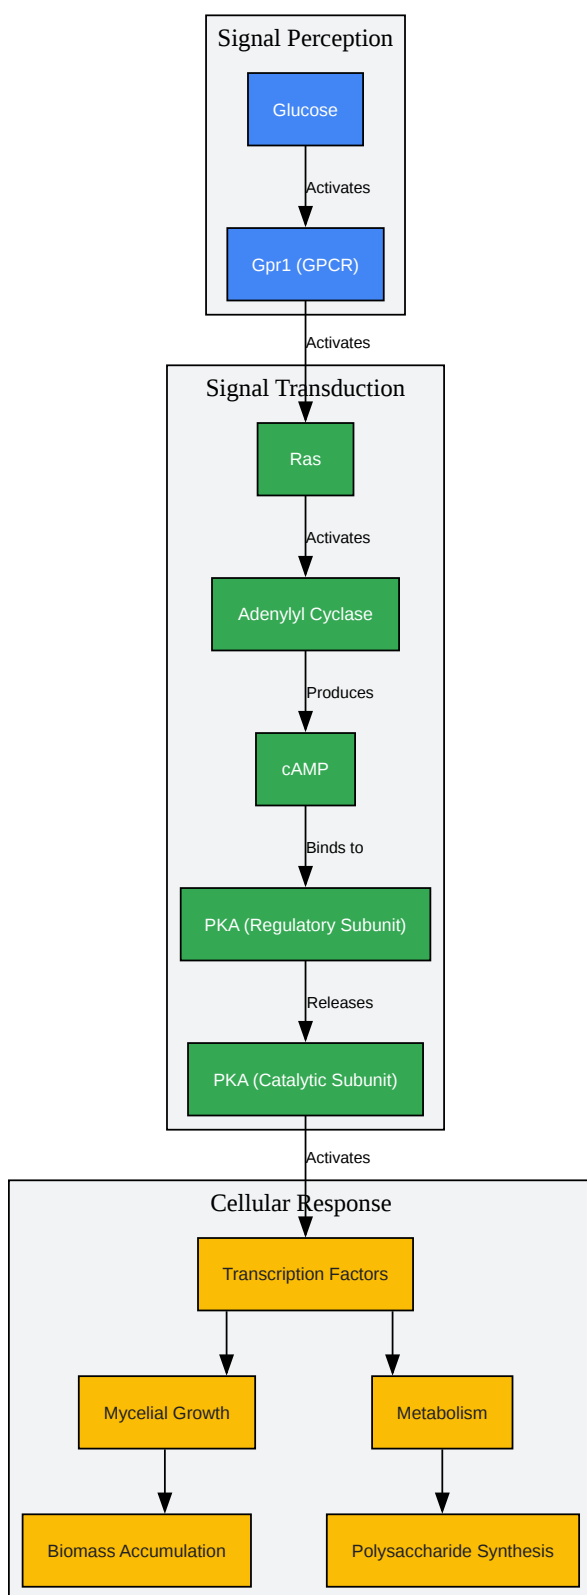 Signal Perception
Glucose
Activates
Gpr1 (GPCR)
Activates
Signal Transduction
Ras
Activates
Adenylyl Cyclase
Produces
cAMP
Binds to
PKA (Regulatory Subunit)
Releases
PKA (Catalytic Subunit)
Activates
Cellular Response
Transcription Factors
Mycelial Growth
Metabolism
Biomass Accumulation
Polysaccharide Synthesis